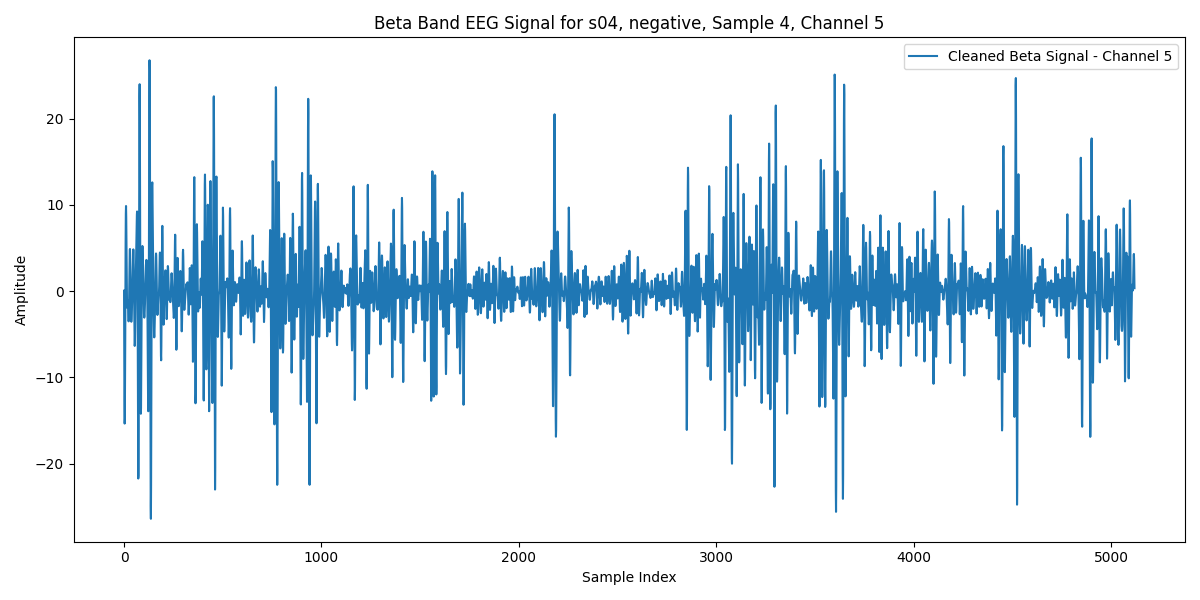 Beta Band EEG Signal for s04, negative, Sample 4, Channel 5
Cleaned Beta Signal - Channel 5
Amplitude
20
10
0
−10
−20
0 1000 2000 3000 4000 5000
Sample Index